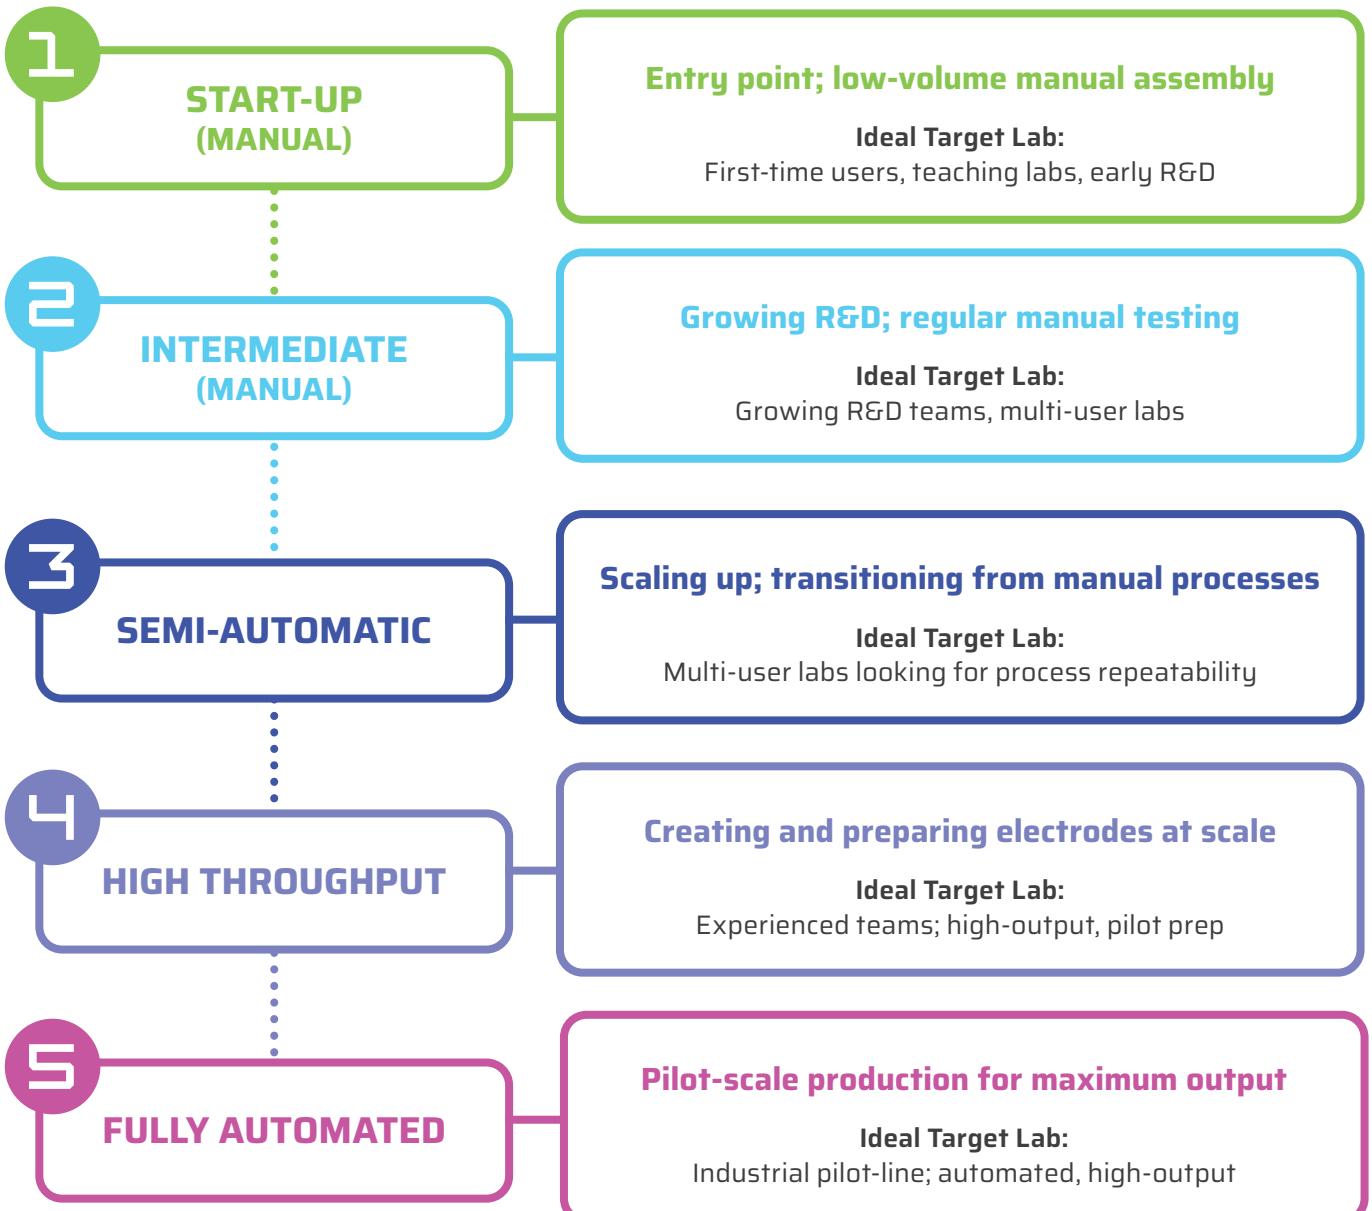 1
START-UP
(MANUAL)
Entry point; low-volume manual assembly
Ideal Target Lab:
First-time users, teaching labs, early R&D
2
INTERMEDIATE
(MANUAL)
Growing R&D; regular manual testing
Ideal Target Lab:
Growing R&D teams, multi-user labs
3
SEMI-AUTOMATIC
Scaling up; transitioning from manual processes
Ideal Target Lab:
Multi-user labs looking for process repeatability
4
HIGH THROUGHPUT
Creating and preparing electrodes at scale
Ideal Target Lab:
Experienced teams; high-output, pilot prep
5
FULLY AUTOMATED
Pilot-scale production for maximum output
Ideal Target Lab:
Industrial pilot-line; automated, high-output